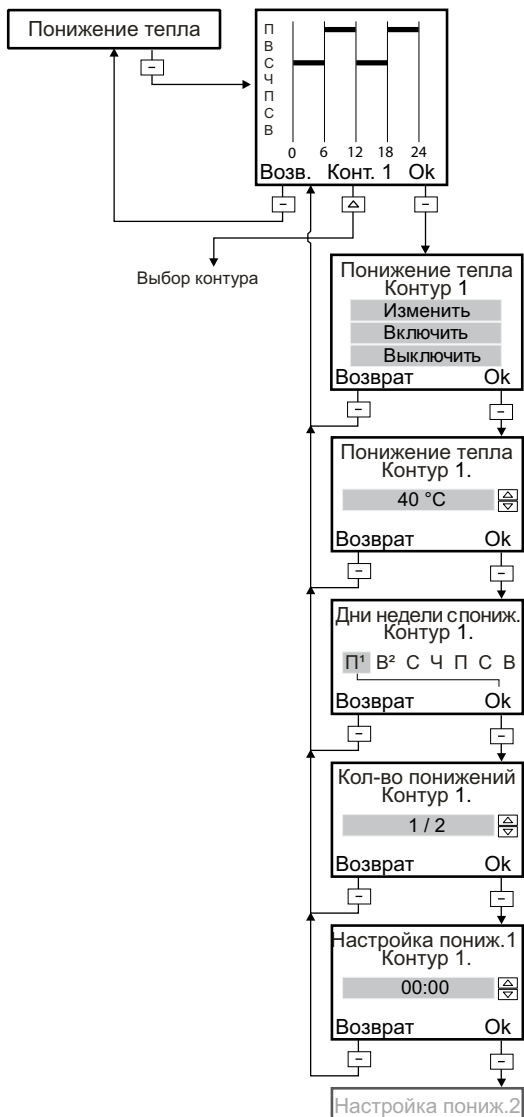 Понижение тепла
П
В
С
Ч
П
С
В
0 6 12 18 24
Возв. Конт. 1 Ok
Выбор контура
Понижение тепла
Контур 1
Изменить
Включить
Выключить
Возврат Ok
Понижение тепла
Контур 1.
40 °C
Возврат Ok
Дни недели спониж.
Контур 1.
П¹ В² С Ч П С В
Возврат Ok
Кол-во понижений
Контур 1.
1 / 2
Возврат Ok
Настройка пониж.1
Контур 1.
00:00
Возврат Ok
Настройка пониж.2